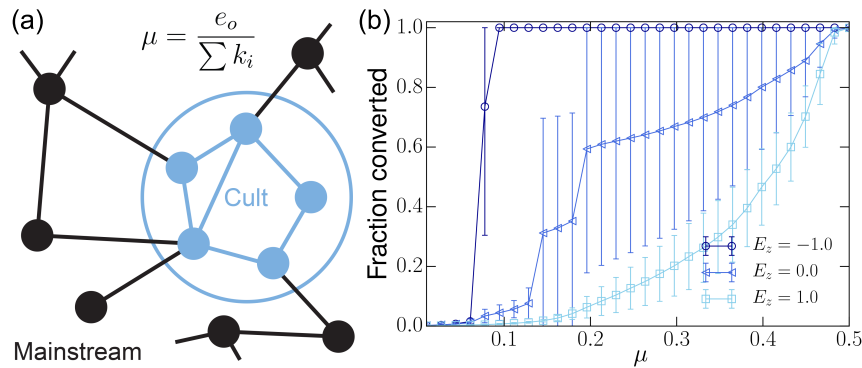 (a)
μ = e_o / ∑ k_i
Cult
Mainstream
(b)
Fraction converted
1.0
0.8
0.6
0.4
0.2
0.0
0.1
0.2
0.3
0.4
0.5
μ
E_z = −1.0
E_z = 0.0
E_z = 1.0